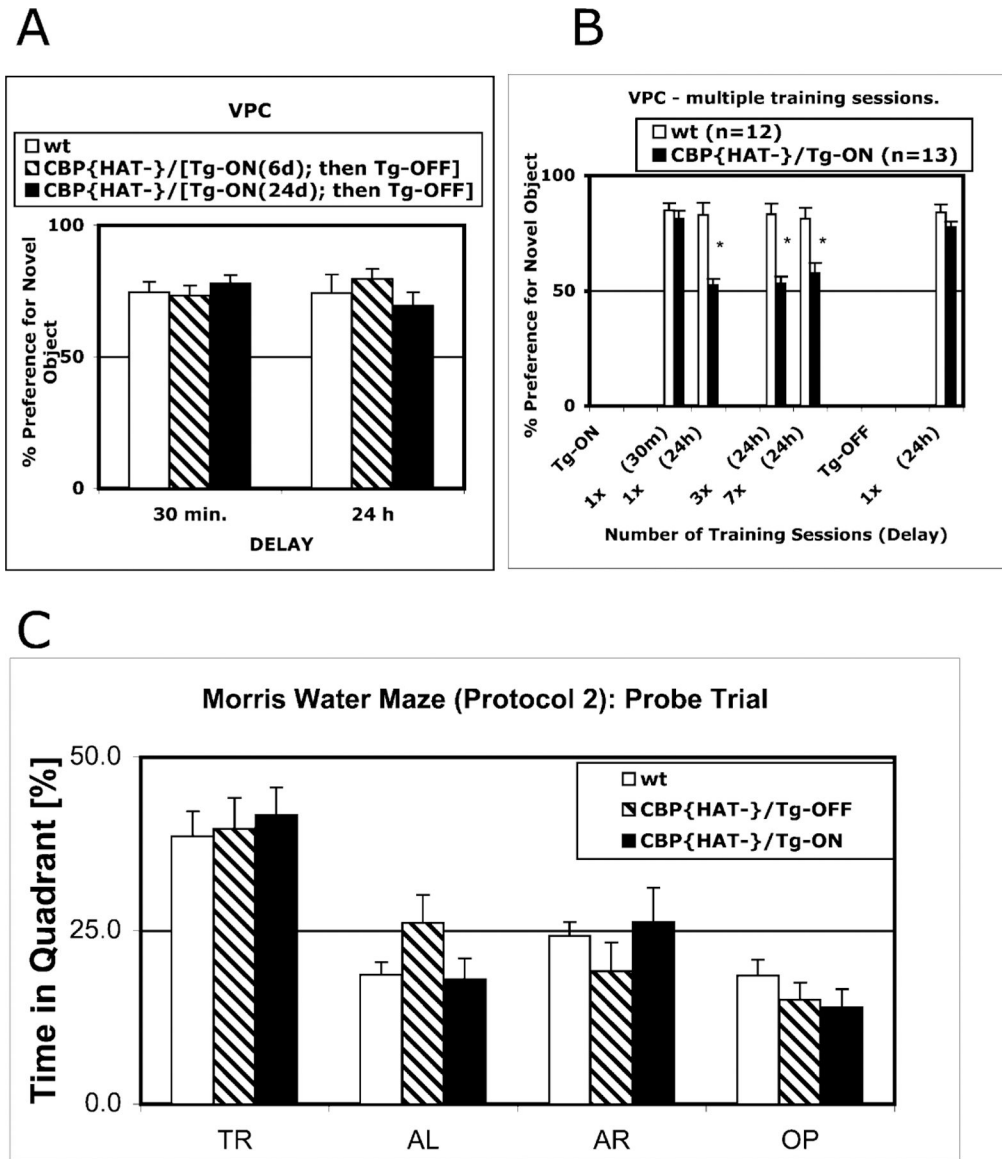 A
VPC
wt
CBP{HAT-}/[Tg-ON(6d); then Tg-OFF]
CBP{HAT-}/[Tg-ON(24d); then Tg-OFF]
% Preference for Novel
Object
100
50
0
30 min.
24 h
DELAY
B
VPC - multiple training sessions.
wt (n=12)
CBP{HAT-}/Tg-ON (n=13)
% Preference for Novel Object
100
50
0
* * *
Tg-ON
1x (30m)
1x (24h)
3x (24h)
7x (24h)
Tg-OFF
1x (24h)
Number of Training Sessions (Delay)
C
Morris Water Maze (Protocol 2): Probe Trial
wt
CBP{HAT-}/Tg-OFF
CBP{HAT-}/Tg-ON
Time in Quadrant [%]
50.0
25.0
0.0
TR AL AR OP